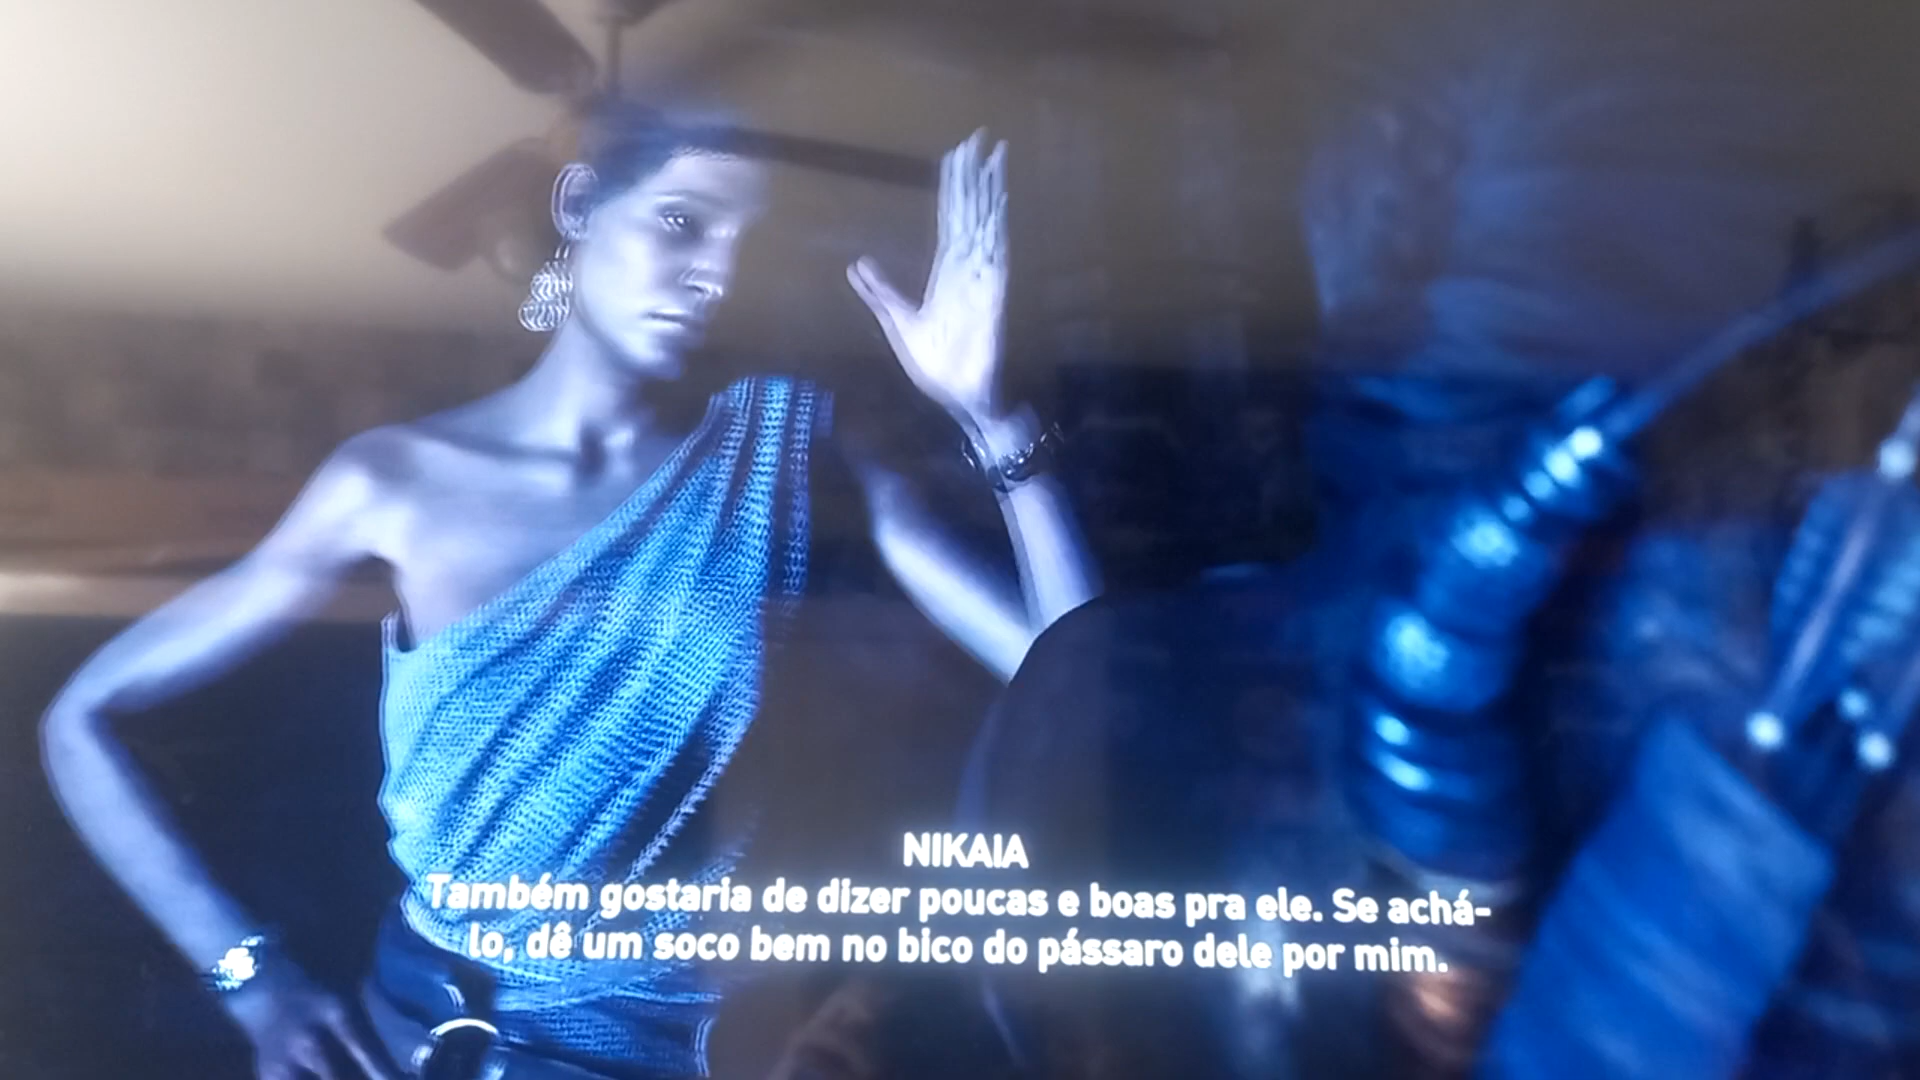 NIKAIA
Também gostaria de dizer poucas e boas pra ele. Se achá-
lo, dê um soco bem no bico do pássaro dele por mim.